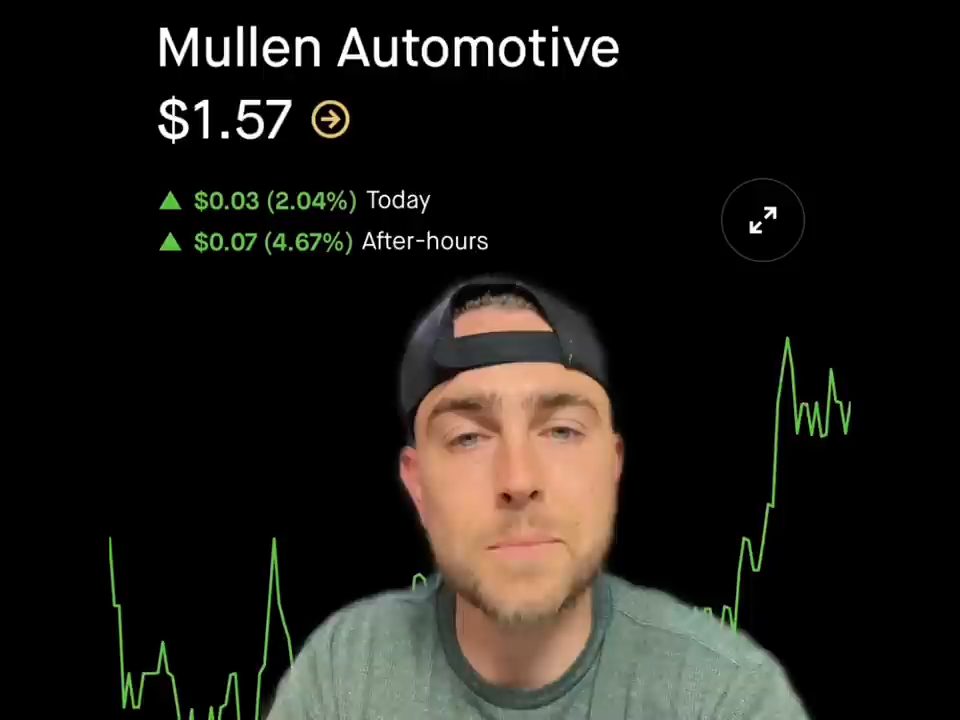 Mullen Automotive
$1.57
$0.03 (2.04%) Today
$0.07 (4.67%) After-hours